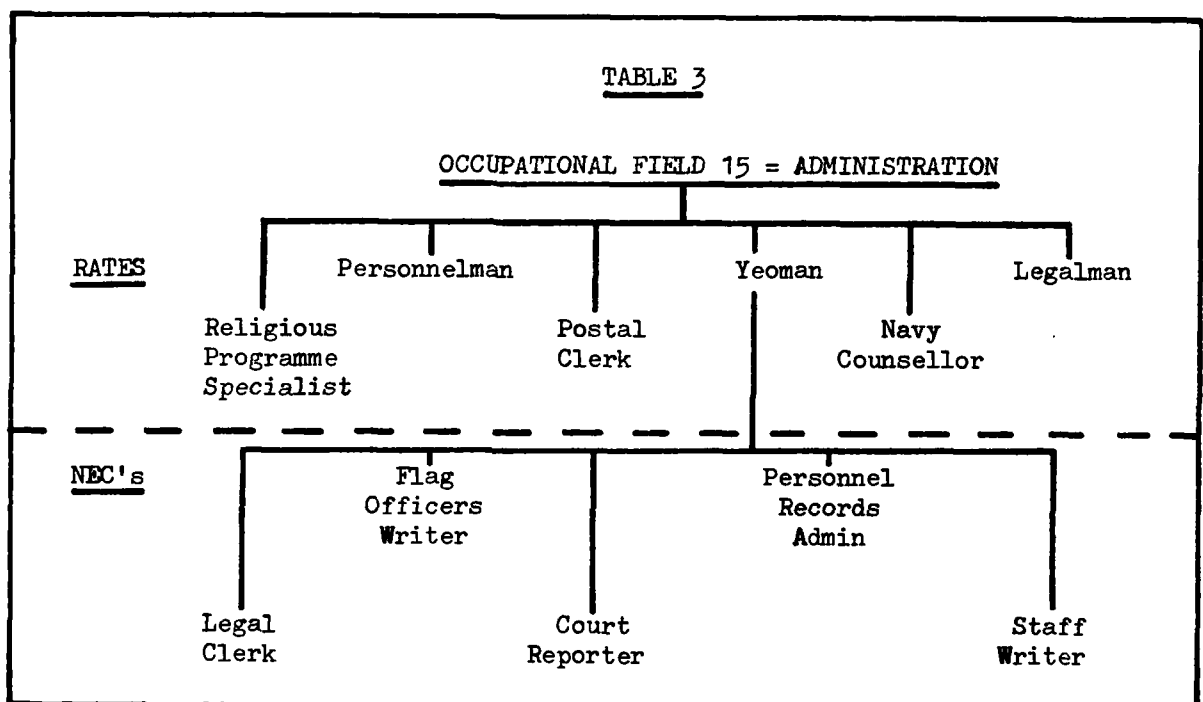 TABLE 3
OCCUPATIONAL FIELD 15 = ADMINISTRATION
RATES
Personnelman
Yeoman
Legalman
Religious
Programme
Specialist
Postal
Clerk
Navy
Counsellor
NEC's
Flag
Officers
Writer
Personnel
Records
Admin
Legal
Clerk
Court
Reporter
Staff
Writer